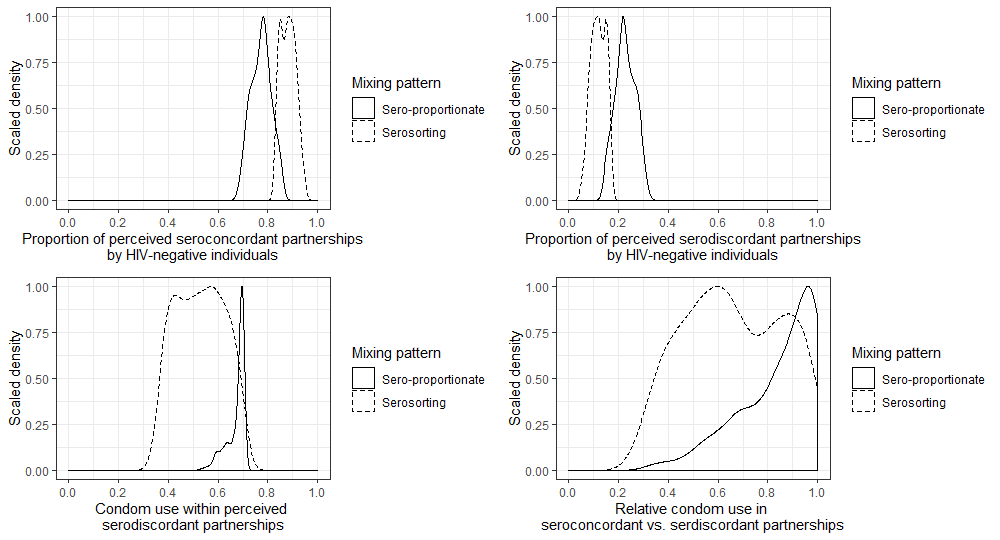 1.00
0.75
0.50
0.25
0.00
Scaled density
0.0 0.2 0.4 0.6 0.8 1.0
Proportion of perceived seroconcordant partnerships
by HIV-negative individuals
Mixing pattern
Sero-proportionate
Serosorting
1.00
0.75
0.50
0.25
0.00
Scaled density
0.0 0.2 0.4 0.6 0.8 1.0
Proportion of perceived serodiscordant partnerships
by HIV-negative individuals
Mixing pattern
Sero-proportionate
Serosorting
1.00
0.75
0.50
0.25
0.00
Scaled density
0.0 0.2 0.4 0.6 0.8 1.0
Condom use within perceived
serodiscordant partnerships
Mixing pattern
Sero-proportionate
Serosorting
1.00
0.75
0.50
0.25
0.00
Scaled density
0.0 0.2 0.4 0.6 0.8 1.0
Relative condom use in
seroconcordant vs. serdiscordant partnerships
Mixing pattern
Sero-proportionate
Serosorting